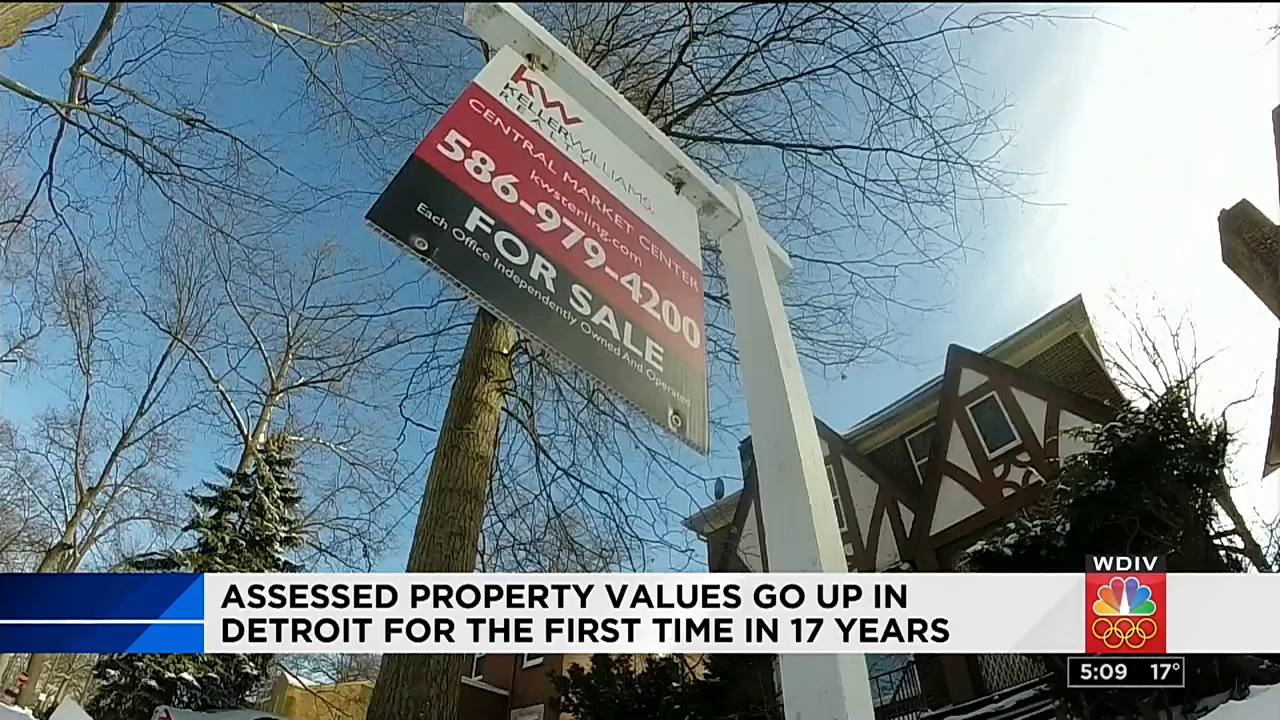 KW
KELLERWILLIAMS.
REALTY
CENTRAL MARKET CENTER
kwsterling.com
586-979-4200
FOR SALE
Each Office Independently Owned And Operated
ASSESSED PROPERTY VALUES GO UP IN
DETROIT FOR THE FIRST TIME IN 17 YEARS
WDIV
5:09 17°